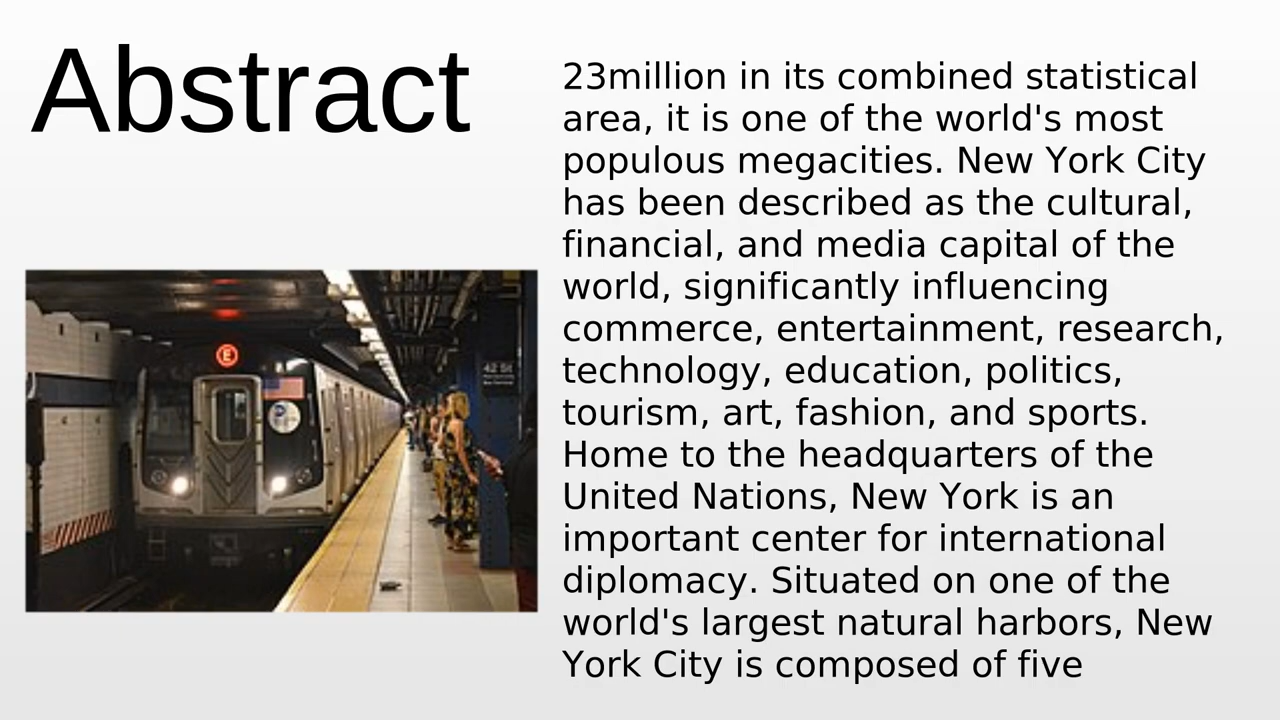 Abstract
23million in its combined statistical
area, it is one of the world's most
populous megacities. New York City
has been described as the cultural,
financial, and media capital of the
world, significantly influencing
commerce, entertainment, research,
technology, education, politics,
tourism, art, fashion, and sports.
Home to the headquarters of the
United Nations, New York is an
important center for international
diplomacy. Situated on one of the
world's largest natural harbors, New
York City is composed of five
E
42 St